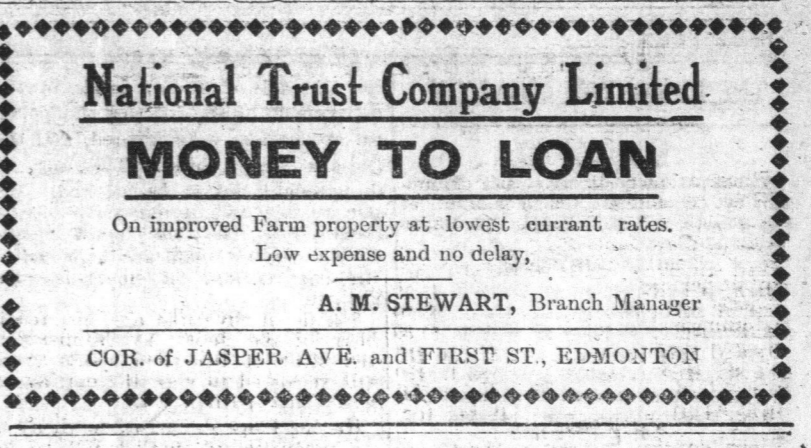 National Trust Company Limited
MONEY TO LOAN
On improved Farm property at lowest currant rates.
Low expense and no delay,
A. M. STEWART, Branch Manager
COR. of JASPER AVE. and FIRST ST., EDMONTON